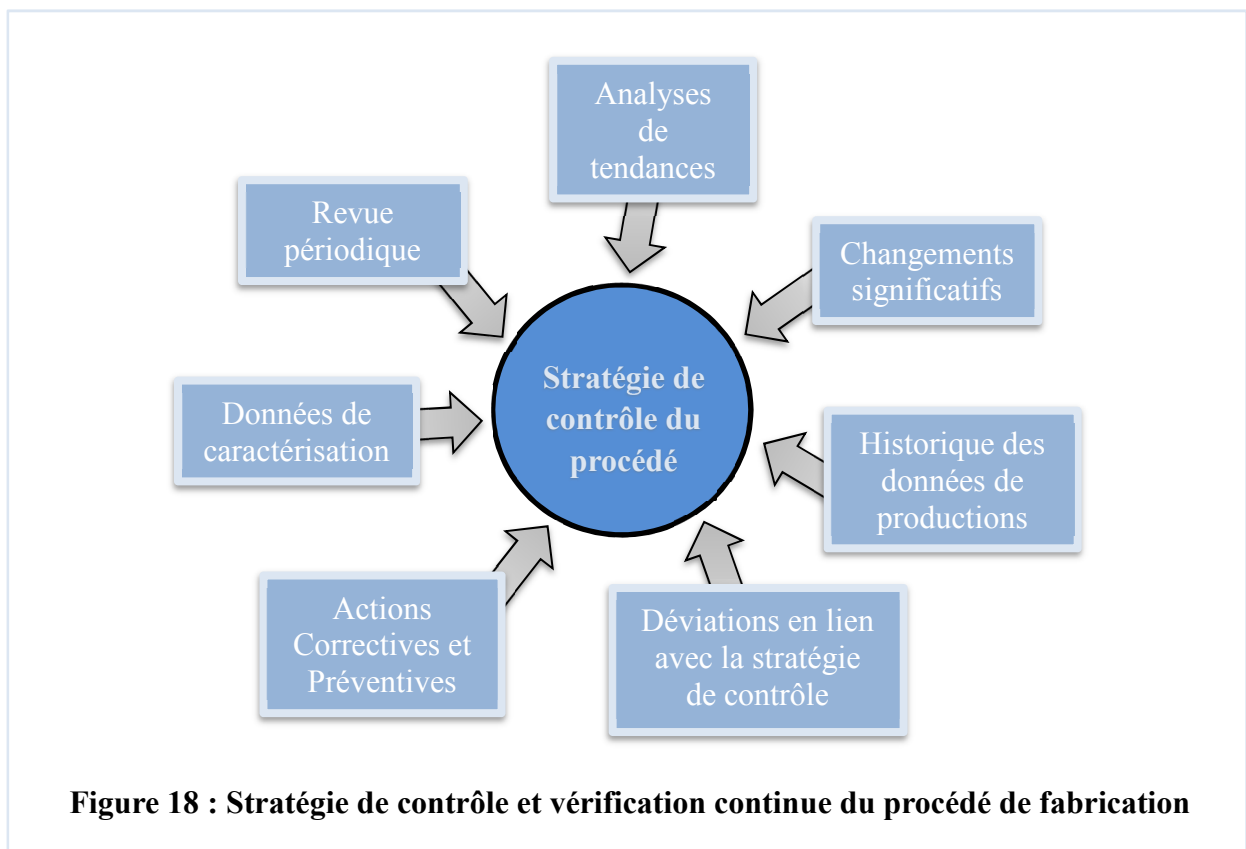 Analyses
de
tendances
Revue
périodique
Changements
significatifs
Stratégie de
contrôle du
procédé
Données de
caractérisation
Historique des
données de
productions
Actions
Correctives et
Préventives
Déviations en lien
avec la stratégie
de contrôle
Figure 18 : Stratégie de contrôle et vérification continue du procédé de fabrication